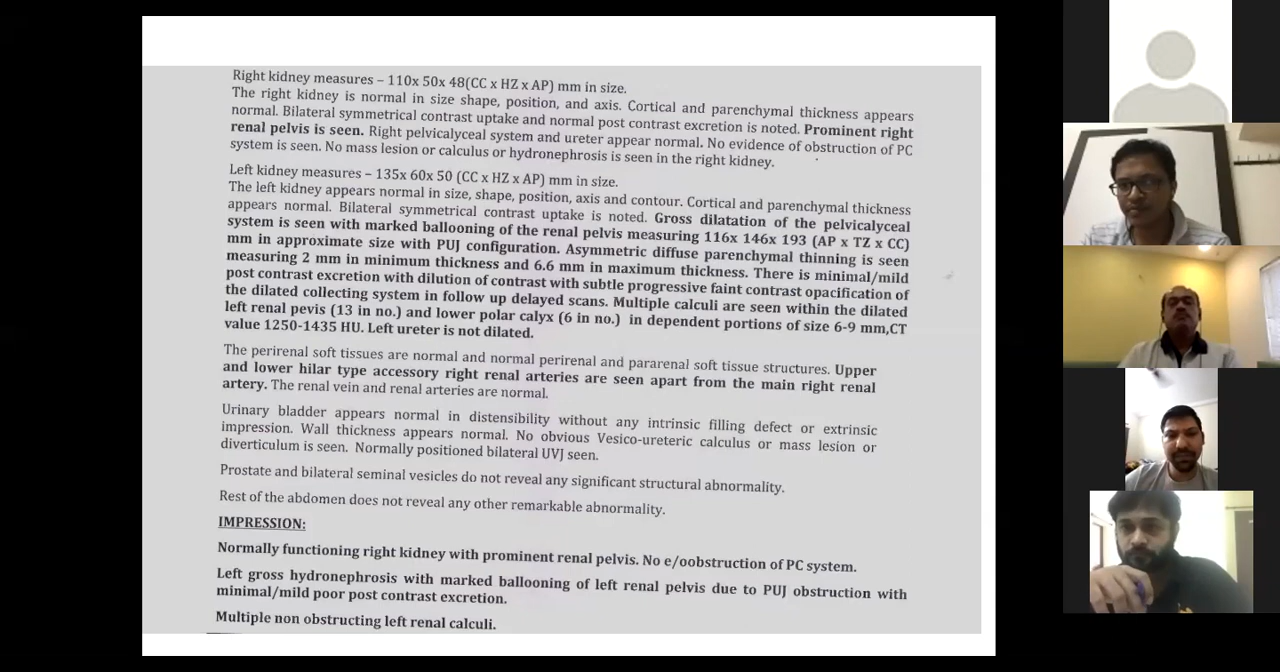 Right kidney measures – 110x 50x 48(CC x HZ x AP) mm in size.
The right kidney is normal in size shape, position, and axis. Cortical and parenchymal thickness appears
normal. Bilateral symmetrical contrast uptake and normal post contrast excretion is noted. Prominent right
renal pelvis is seen. Right pelvicalyceal system and ureter appear normal. No evidence of obstruction of PC
system is seen. No mass lesion or calculus or hydronephrosis is seen in the right kidney.
Left kidney measures – 135x 60x 50 (CC x HZ x AP) mm in size.
The left kidney appears normal in size, shape, position, axis and contour. Cortical and parenchymal thickness
appears normal. Bilateral symmetrical contrast uptake is noted. Gross dilatation of the pelvicalyceal
system is seen with marked ballooning of the renal pelvis measuring 116x 146x 193 (AP x TZ x CC)
mm in approximate size with PUJ configuration. Asymmetric diffuse parenchymal thinning is seen
measuring 2 mm in minimum thickness and 6.6 mm in maximum thickness. There is minimal/mild
post contrast excretion with dilution of contrast with subtle progressive faint contrast opacification of
the dilated collecting system in follow up delayed scans. Multiple calculi are seen within the dilated
left renal pevis (13 in no.) and lower polar calyx (6 in no.) in dependent portions of size 6-9 mm,CT
value 1250-1435 HU. Left ureter is not dilated.
The perirenal soft tissues are normal and normal perirenal and pararenal soft tissue structures. Upper
and lower hilar type accessory right renal arteries are seen apart from the main right renal
artery. The renal vein and renal arteries are normal.
Urinary bladder appears normal in distensibility without any intrinsic filling defect or extrinsic
impression. Wall thickness appears normal. No obvious Vesico-ureteric calculus or mass lesion or
diverticulum is seen. Normally positioned bilateral UVJ seen.
Prostate and bilateral seminal vesicles do not reveal any significant structural abnormality.
Rest of the abdomen does not reveal any other remarkable abnormality.
IMPRESSION:
Normally functioning right kidney with prominent renal pelvis. No e/oobstruction of PC system.
Left gross hydronephrosis with marked ballooning of left renal pelvis due to PUJ obstruction with
minimal/mild poor post contrast excretion.
Multiple non obstructing left renal calculi.